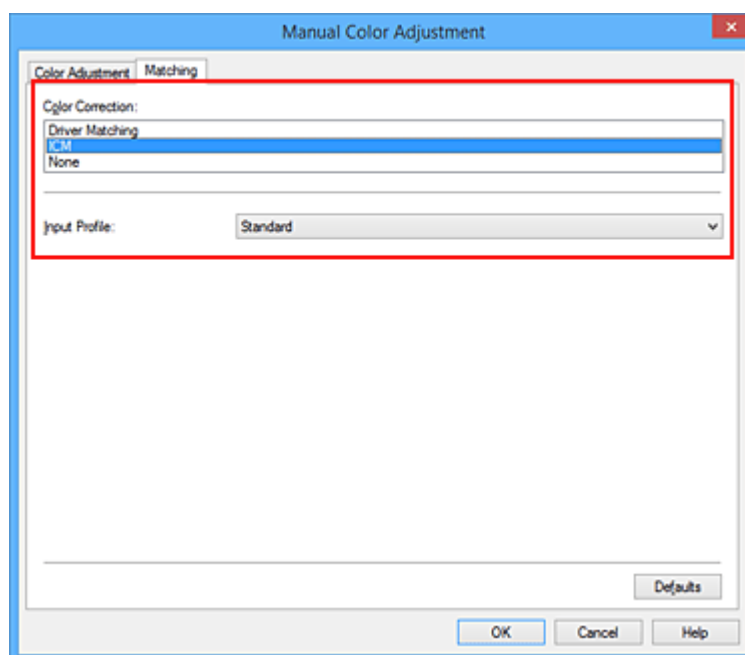 Manual Color Adjustment
Color Adjustment Matching
Color Correction:
Driver Matching
ICM
None
Input Profile: Standard
Defaults
OK Cancel Help